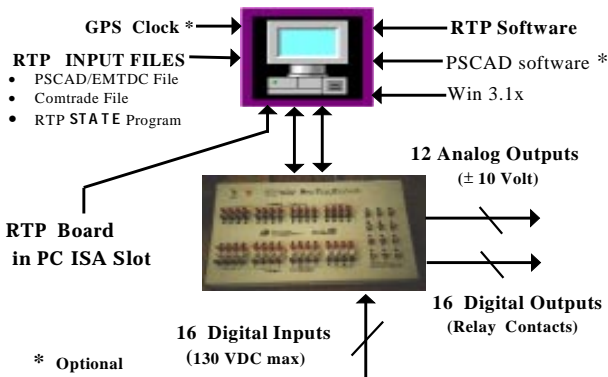 GPS Clock *
RTP INPUT FILES
• PSCAD/EMTDC File
• Comtrade File
• RTP STATE Program
RTP Software
PSCAD software *
Win 3.1x
RTP Board
in PC ISA Slot
12 Analog Outputs
(± 10 Volt)
16 Digital Outputs
(Relay Contacts)
16 Digital Inputs
(130 VDC max)
* Optional